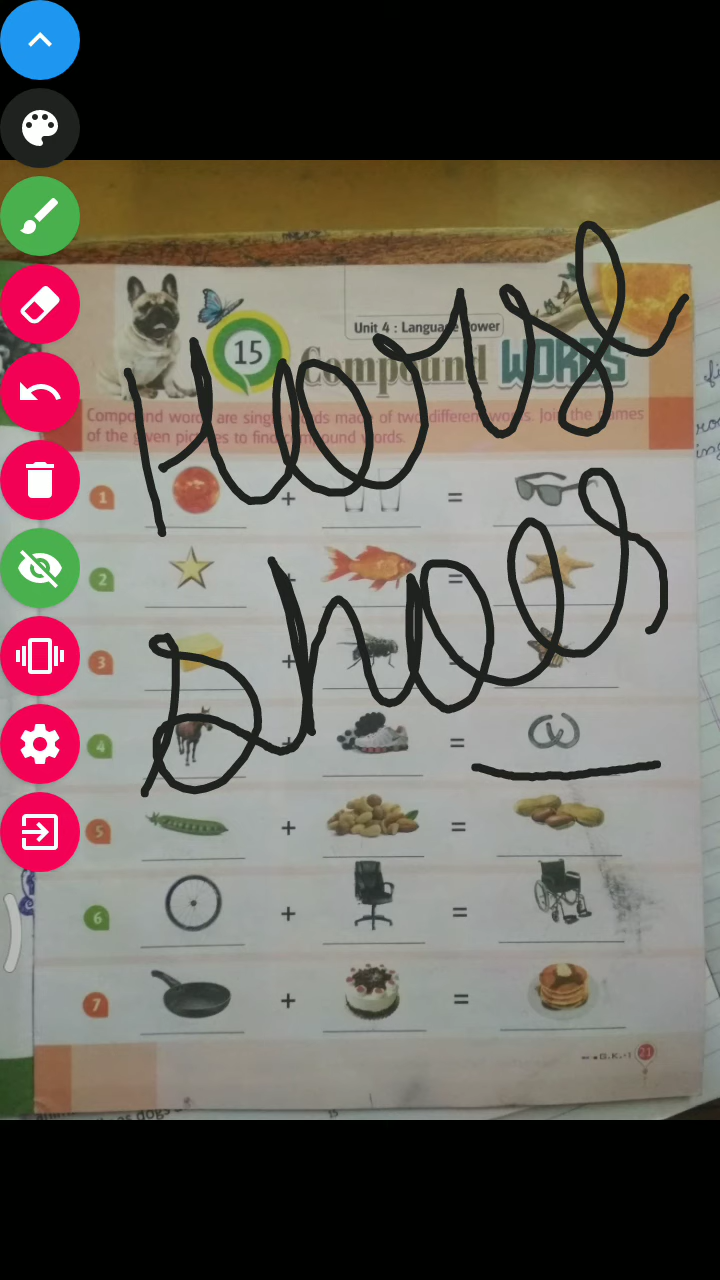 Unit 4 : Language Power
15
Compound WORDS
Compound words are single words made of two different words. Join the names
of the given pictures to find compound words.
Horse
shoes
1 + =
2 + =
3 + =
4 + =
5 + =
6 + =
7 + =
G.K.-1 21
15